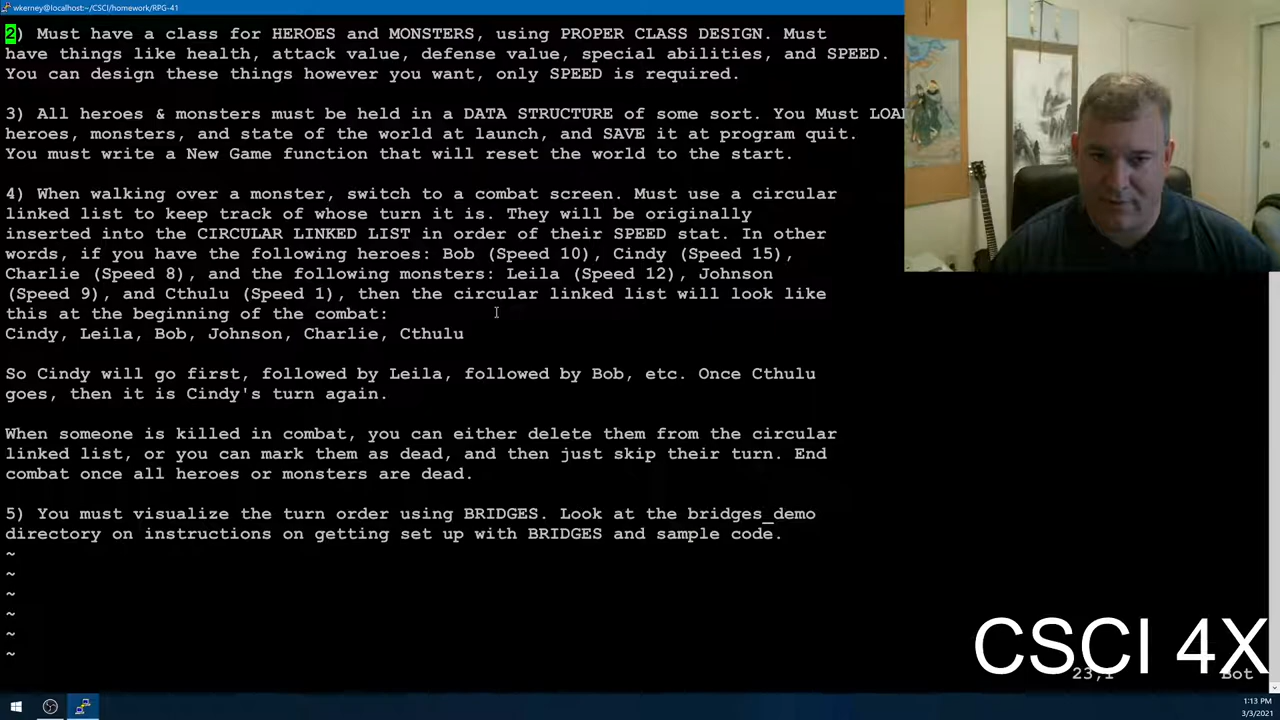 wkerney@localhost:~/CSCI/homework/RPG-41
2) Must have a class for HEROES and MONSTERS, using PROPER CLASS DESIGN. Must
have things like health, attack value, defense value, special abilities, and SPEED.
You can design these things however you want, only SPEED is required.
3) All heroes & monsters must be held in a DATA STRUCTURE of some sort. You Must LOA
heroes, monsters, and state of the world at launch, and SAVE it at program quit.
You must write a New Game function that will reset the world to the start.
4) When walking over a monster, switch to a combat screen. Must use a circular
linked list to keep track of whose turn it is. They will be originally
inserted into the CIRCULAR LINKED LIST in order of their SPEED stat. In other
words, if you have the following heroes: Bob (Speed 10), Cindy (Speed 15),
Charlie (Speed 8), and the following monsters: Leila (Speed 12), Johnson
(Speed 9), and Cthulu (Speed 1), then the circular linked list will look like
this at the beginning of the combat:
Cindy, Leila, Bob, Johnson, Charlie, Cthulu
So Cindy will go first, followed by Leila, followed by Bob, etc. Once Cthulu
goes, then it is Cindy's turn again.
When someone is killed in combat, you can either delete them from the circular
linked list, or you can mark them as dead, and then just skip their turn. End
combat once all heroes or monsters are dead.
5) You must visualize the turn order using BRIDGES. Look at the bridges_demo
directory on instructions on getting set up with BRIDGES and sample code.
~
~
~
~
~
~
CSCI 4X
23,1 Bot
1:13 PM
3/3/2021